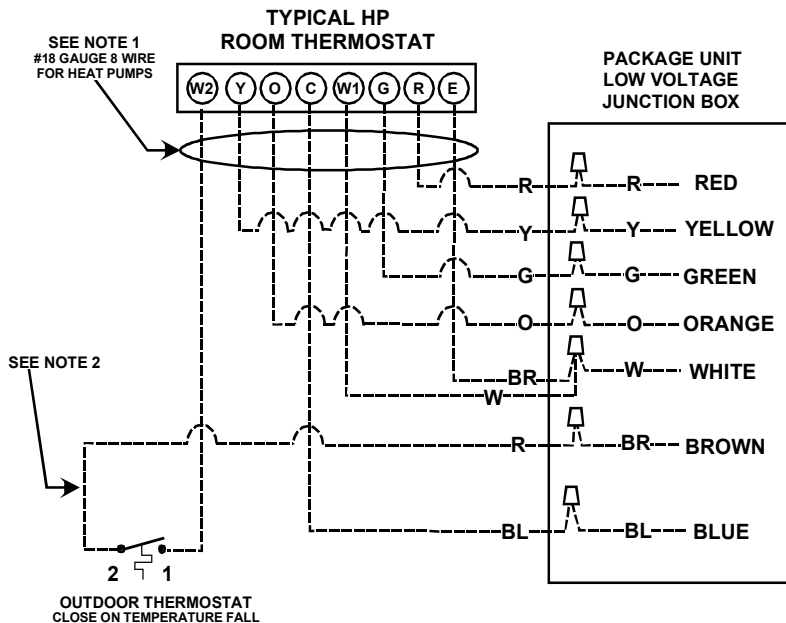 TYPICAL HP
ROOM THERMOSTAT
SEE NOTE 1
#18 GAUGE 8 WIRE
FOR HEAT PUMPS
PACKAGE UNIT
LOW VOLTAGE
JUNCTION BOX
W2 Y O C W1 G R E
R R RED
Y Y YELLOW
G G GREEN
O O ORANGE
BR W WHITE
W
SEE NOTE 2
R BR BROWN
BL BL BLUE
2 1
OUTDOOR THERMOSTAT
CLOSE ON TEMPERATURE FALL